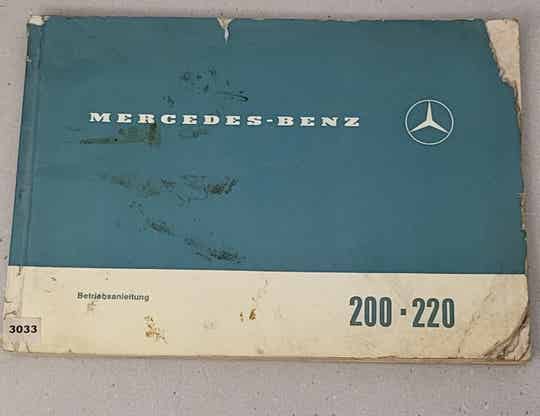 MERCEDES-BENZ
Betriebsanleitung
200 · 220
3033